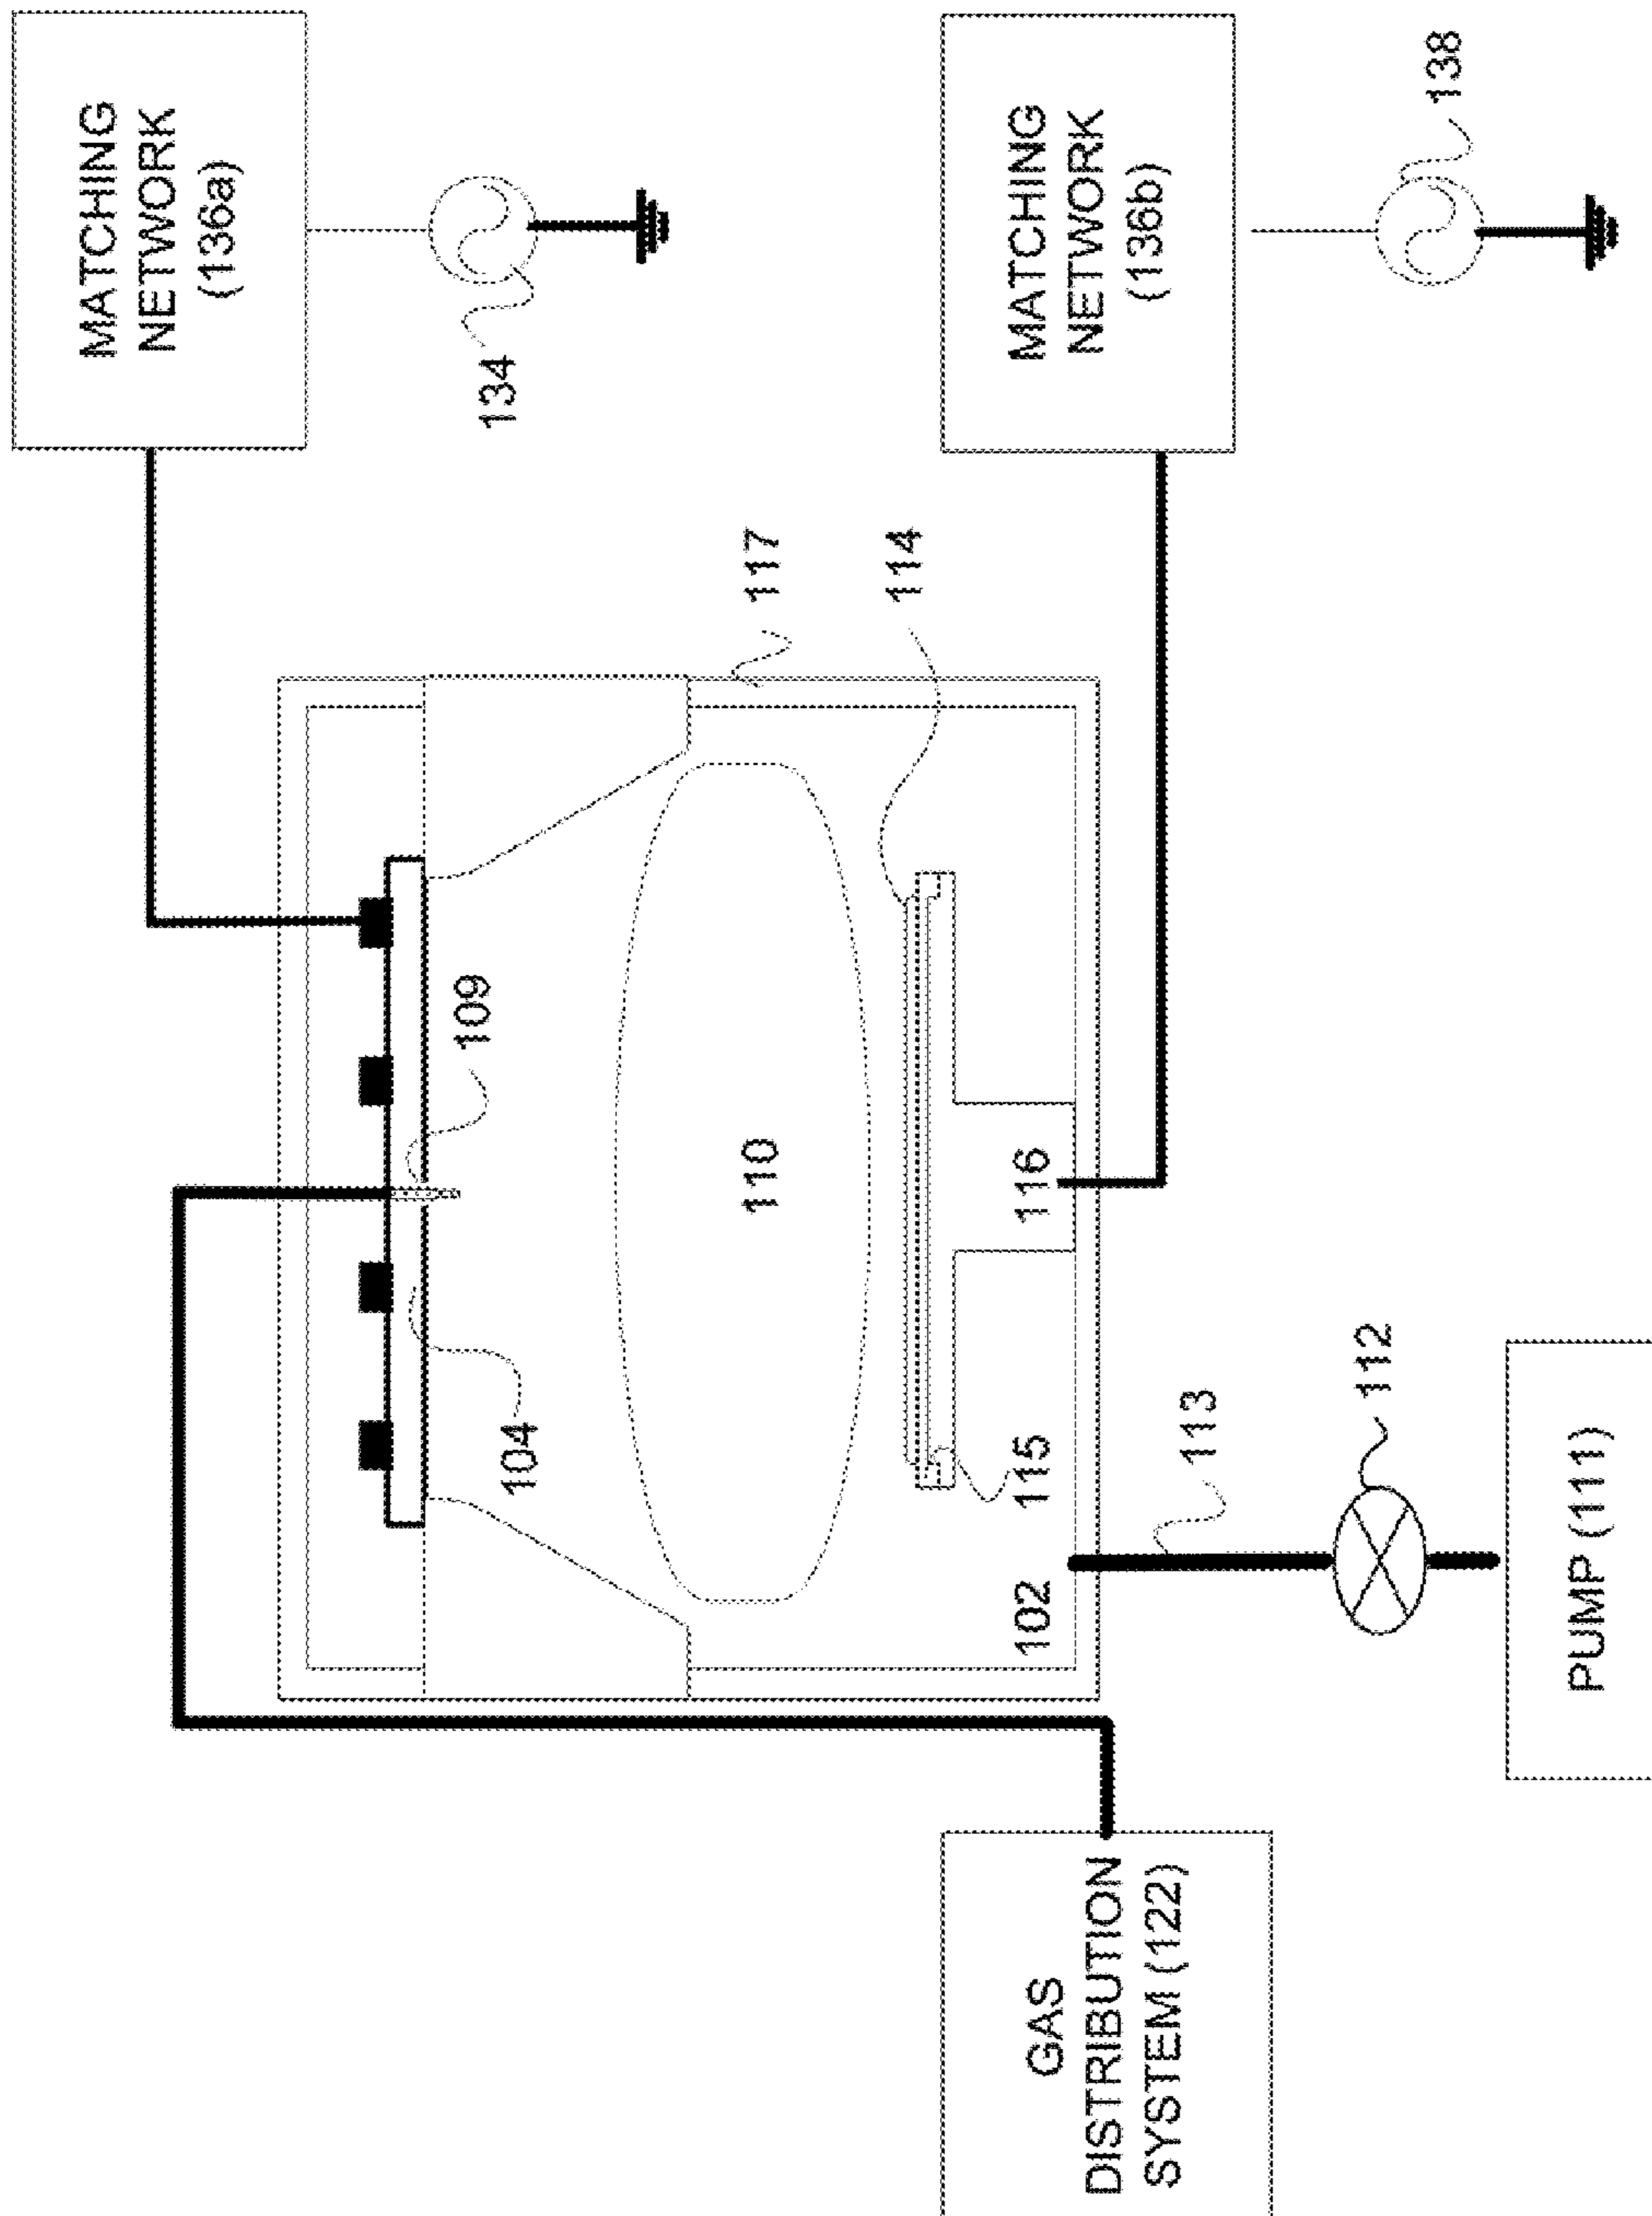 MATCHING
NETWORK
(136a)
134
117
109
104
110
114
116
115
102
MATCHING
NETWORK
(136b)
138
113
112
PUMP (111)
GAS
DISTRIBUTION
SYSTEM (122)